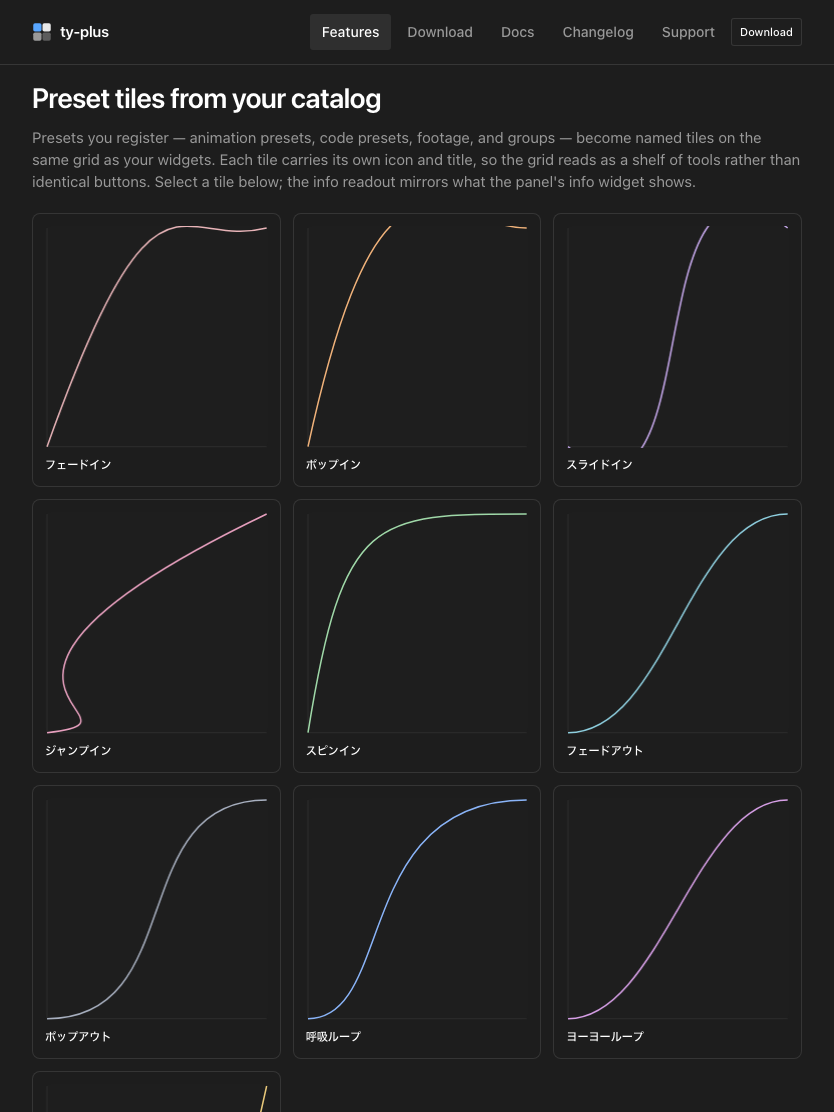 ty-plus
Features
Download
Docs
Changelog
Support
Download
Preset tiles from your catalog
Presets you register — animation presets, code presets, footage, and groups — become named tiles on the
same grid as your widgets. Each tile carries its own icon and title, so the grid reads as a shelf of tools rather than
identical buttons. Select a tile below; the info readout mirrors what the panel's info widget shows.
フェードイン
ポップイン
スライドイン
ジャンプイン
スピンイン
フェードアウト
ポップアウト
呼吸ループ
ヨーヨーループ